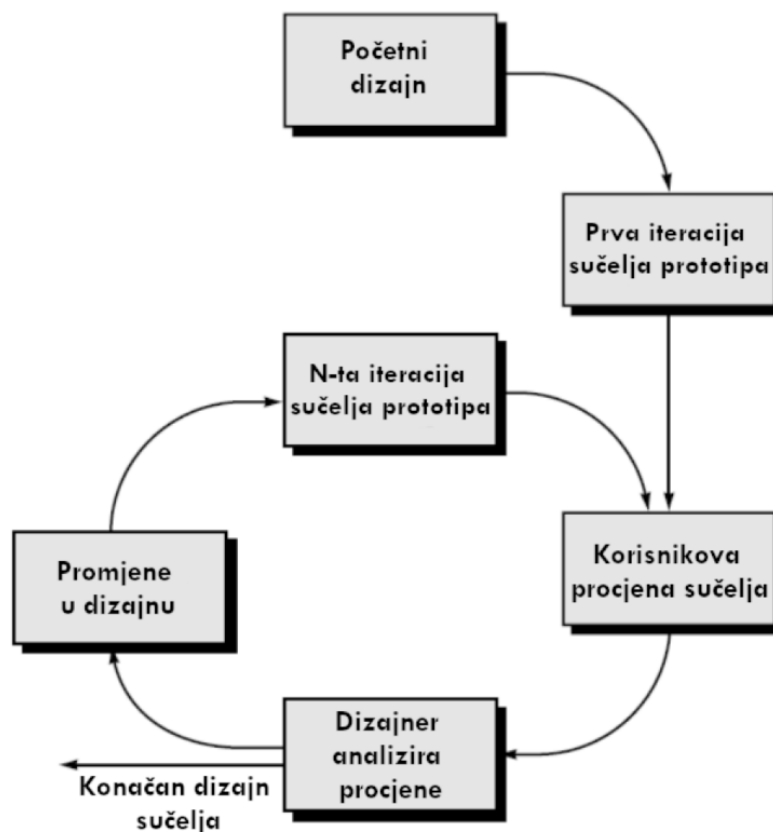 Početni
dizajn
Prva iteracija
sučelja prototipa
N-ta iteracija
sučelja prototipa
Korisnikova
procjena sučelja
Promjene
u dizajnu
Dizajner
analizira
procjene
Konačan dizajn
sučelja